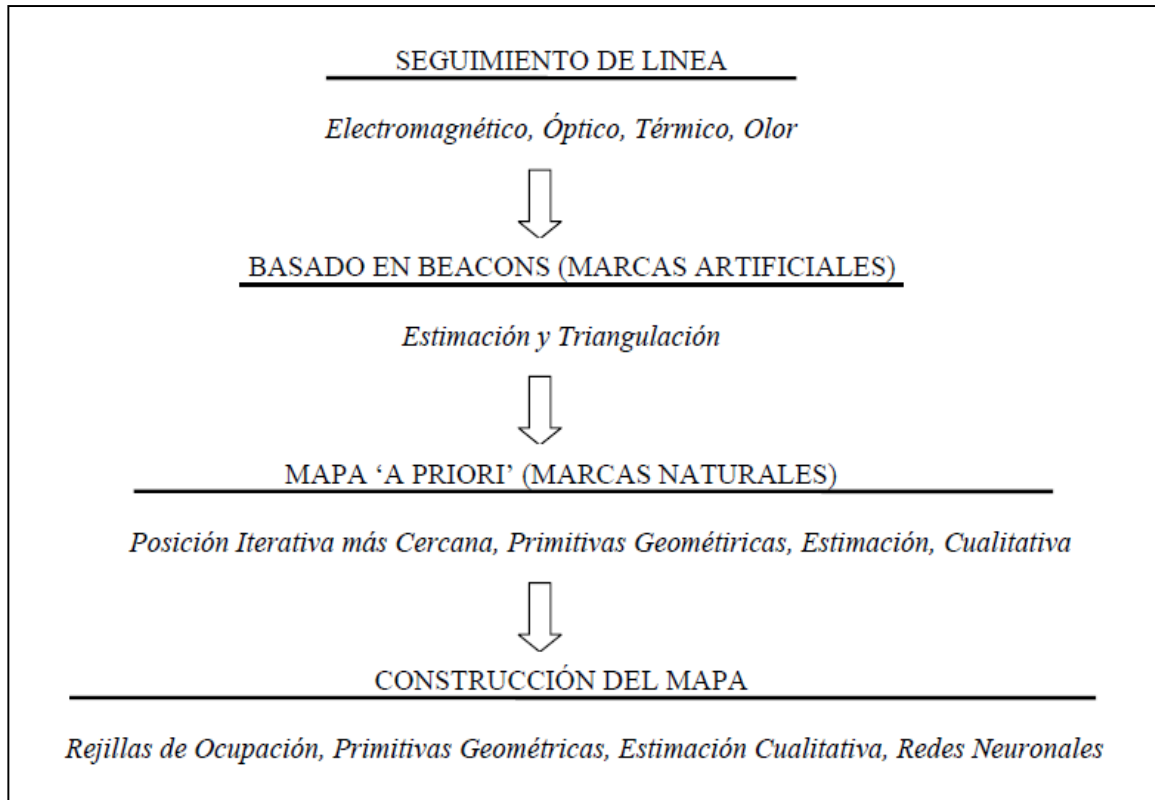 SEGUIMIENTO DE LINEA
Electromagnético, Óptico, Térmico, Olor
BASADO EN BEACONS (MARCAS ARTIFICIALES)
Estimación y Triangulación
MAPA ‘A PRIORI’ (MARCAS NATURALES)
Posición Iterativa más Cercana, Primitivas Geométiricas, Estimación, Cualitativa
CONSTRUCCIÓN DEL MAPA
Rejillas de Ocupación, Primitivas Geométricas, Estimación Cualitativa, Redes Neuronales